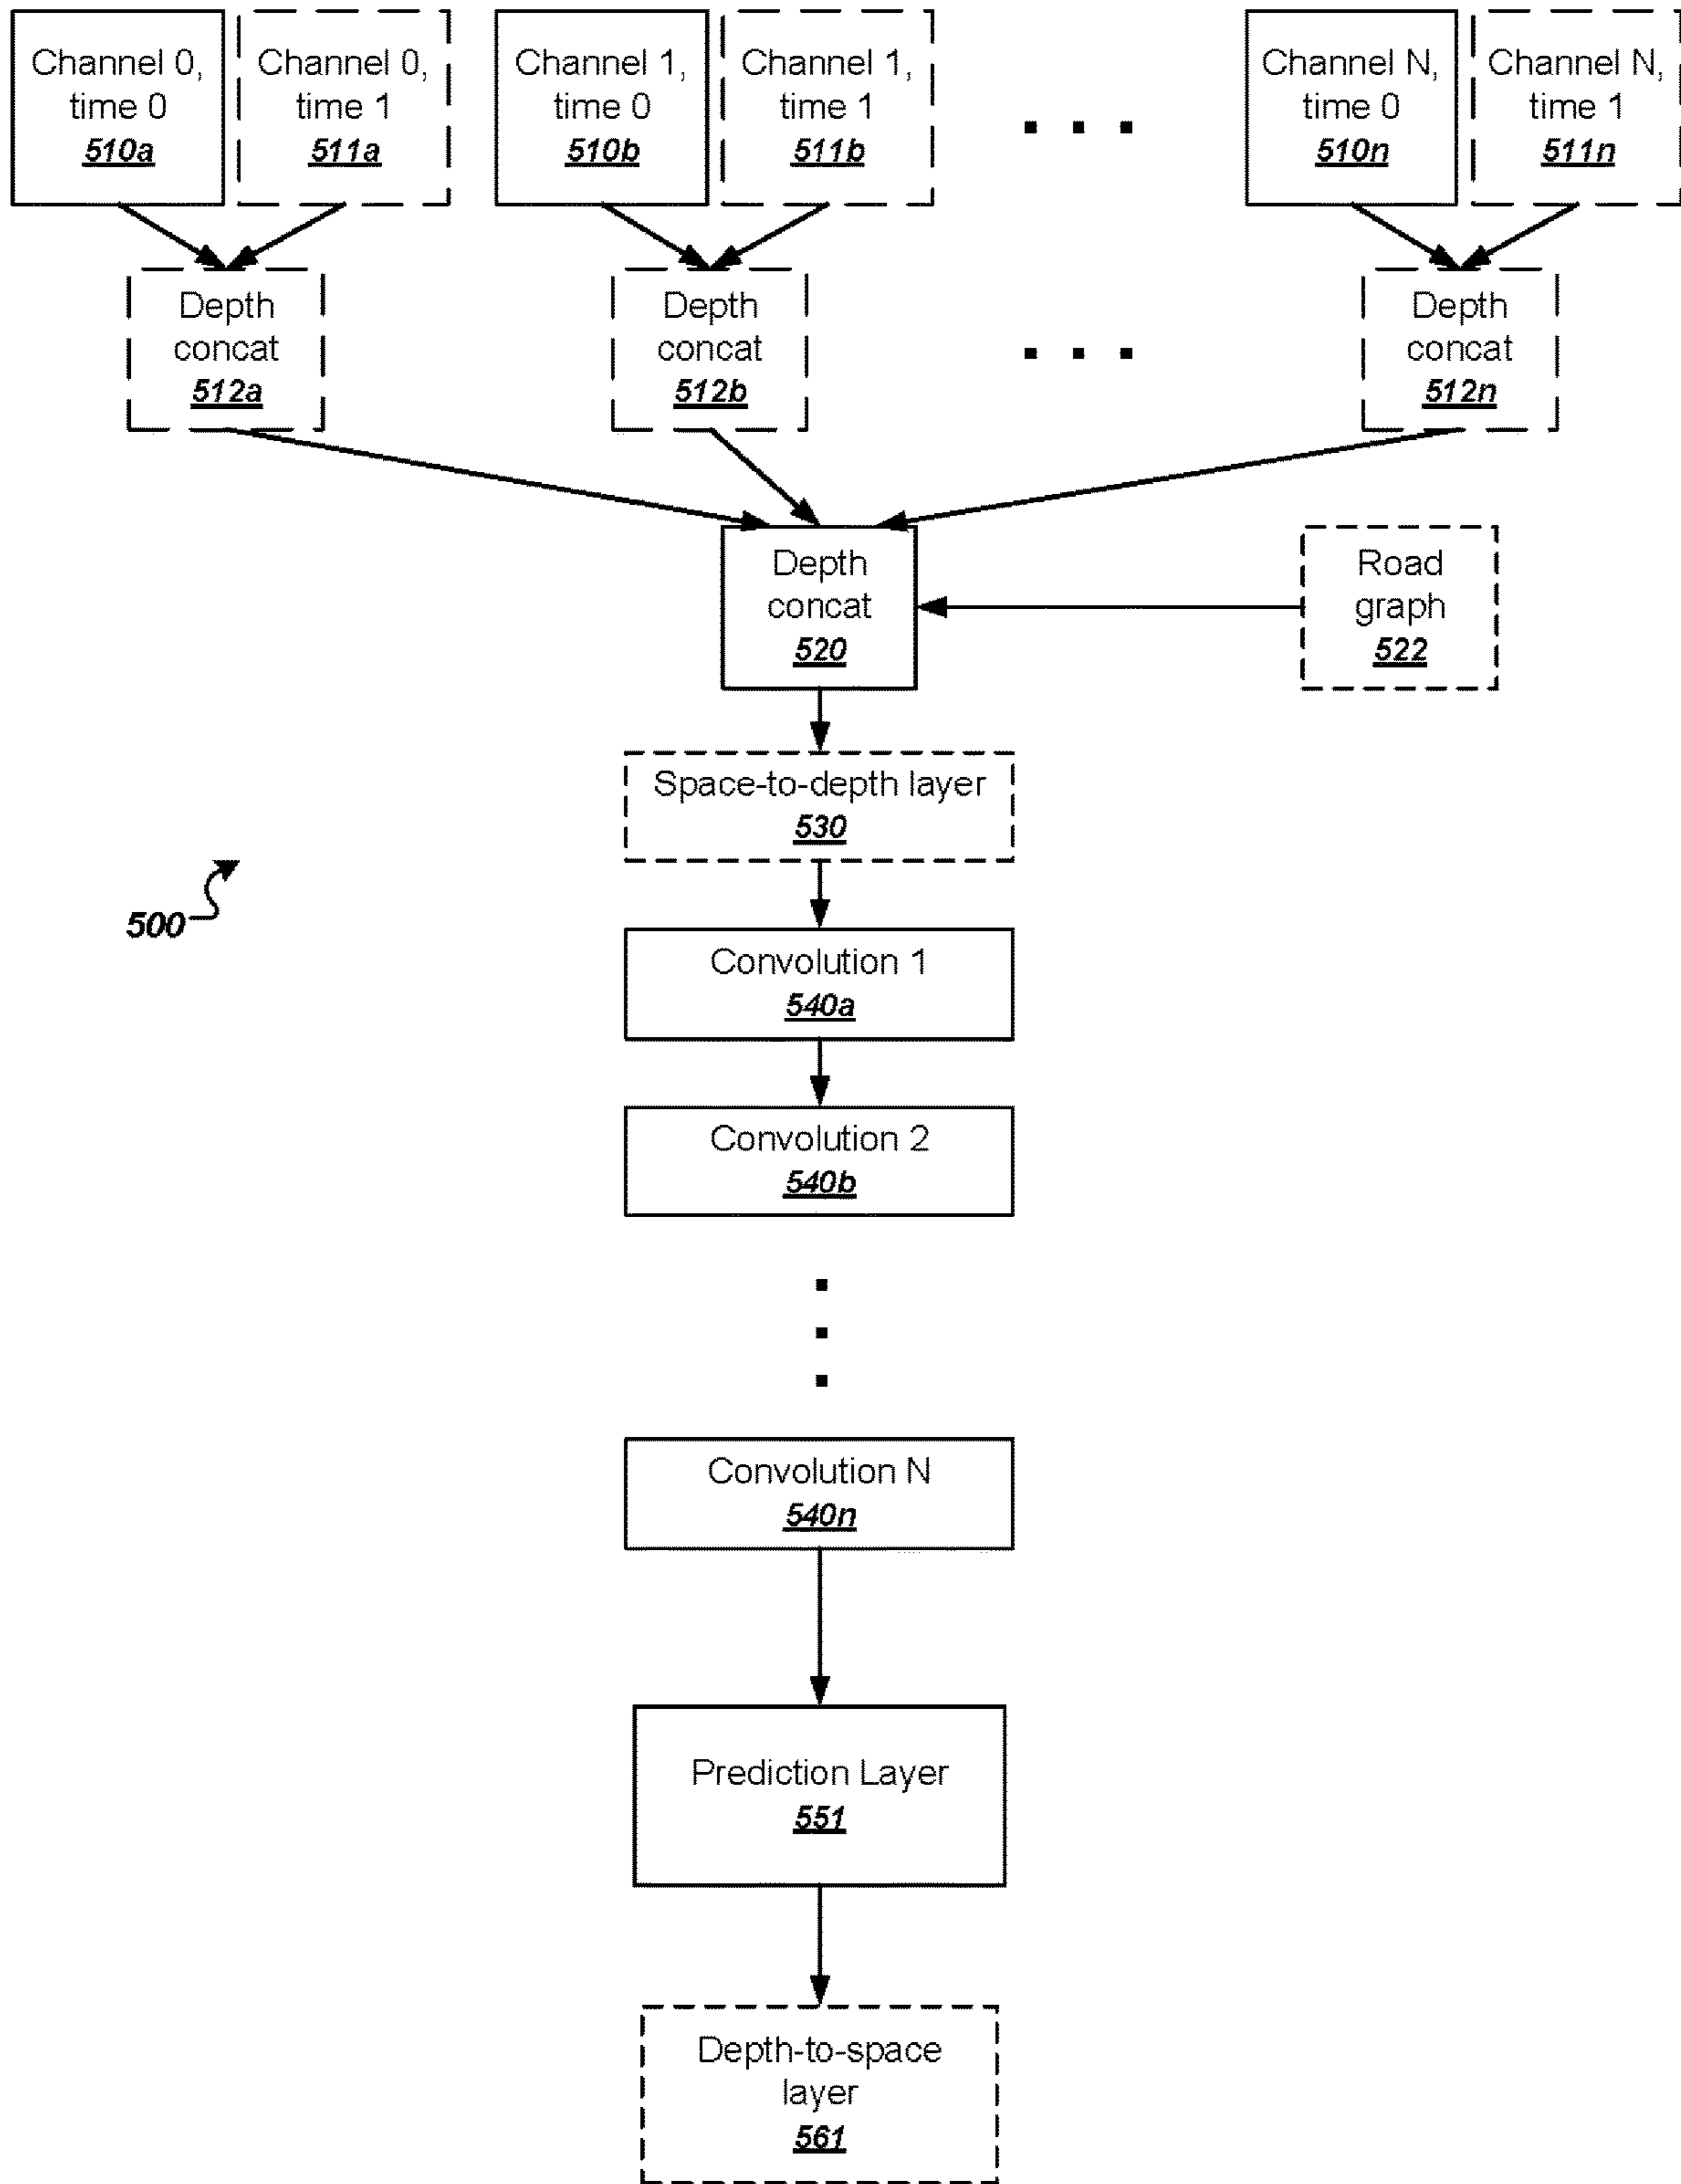 Channel 0,
time 0
510a
Channel 0,
time 1
511a
Channel 1,
time 0
510b
Channel 1,
time 1
511b
Channel N,
time 0
510n
Channel N,
time 1
511n
Depth
concat
512a
Depth
concat
512b
Depth
concat
512n
Depth
concat
520
Road
graph
522
Space-to-depth layer
530
500
Convolution 1
540a
Convolution 2
540b
Convolution N
540n
Prediction Layer
551
Depth-to-space
layer
561